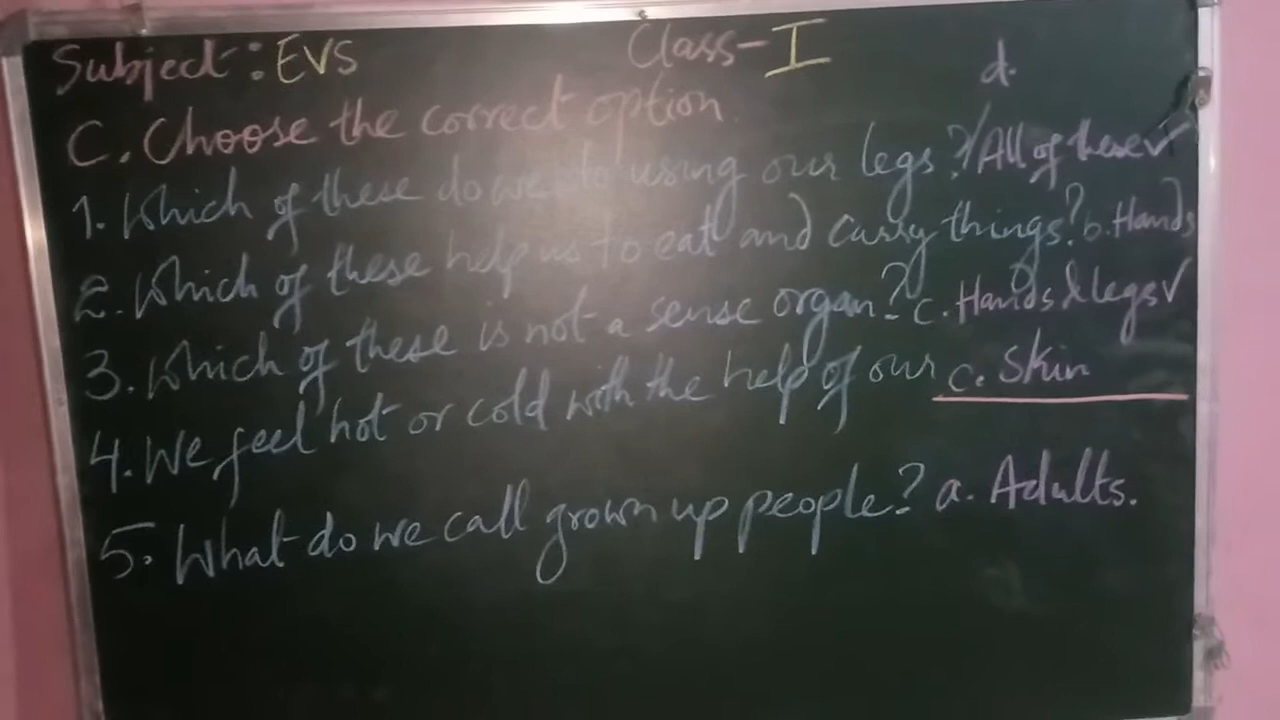 Subject: EVS Class-I
d.
C. Choose the correct option.
1. Which of these do we do using our legs? All of these ✓
2. Which of these help us to eat and carry things? b. Hands
3. Which of these is not a sense organ? c. Hands & legs ✓
4. We feel hot or cold with the help of our c. Skin
5. What do we call grown up people? a. Adults.